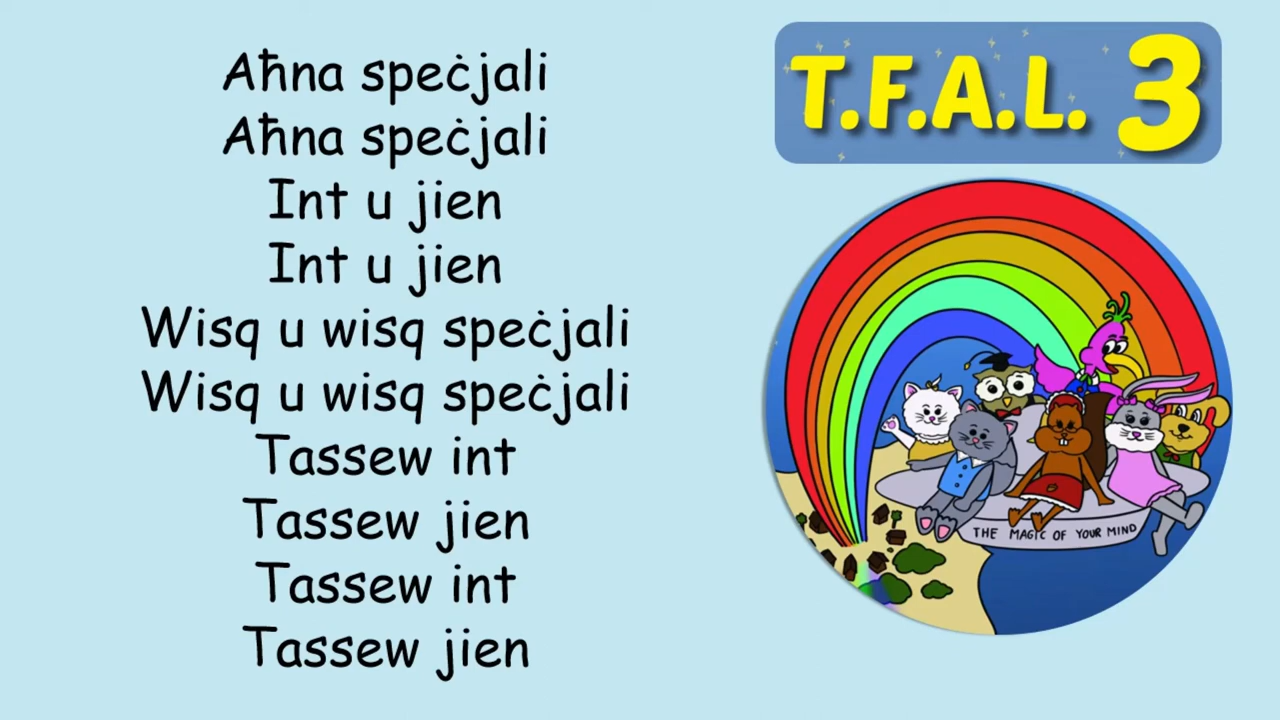 Aħna speċjali
Aħna speċjali
Int u jien
Int u jien
Wisq u wisq speċjali
Wisq u wisq speċjali
Tassew int
Tassew jien
Tassew int
Tassew jien
T.F.A.L. 3
THE MAGIC OF YOUR MIND